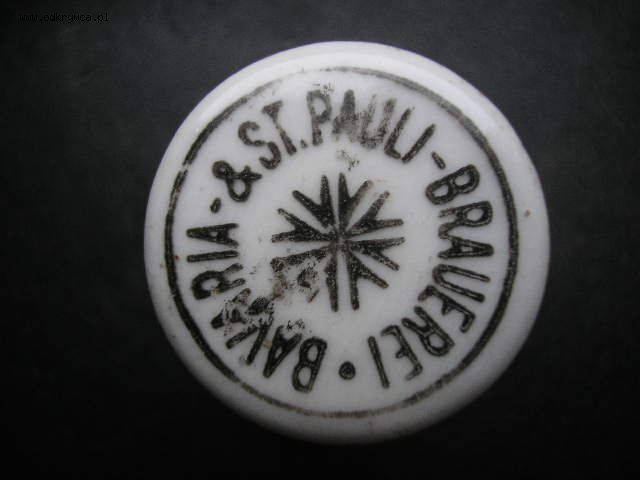 www.odkrywca.pl
BAVARIA - & ST. PAULI - BRAUEREI •